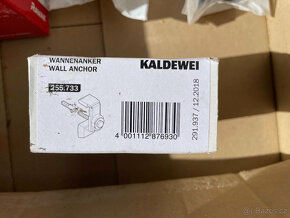 WANNENANKER
WALL ANCHOR
KALDEWEI
255.733
4 001112 876930
291.937 / 12.2018